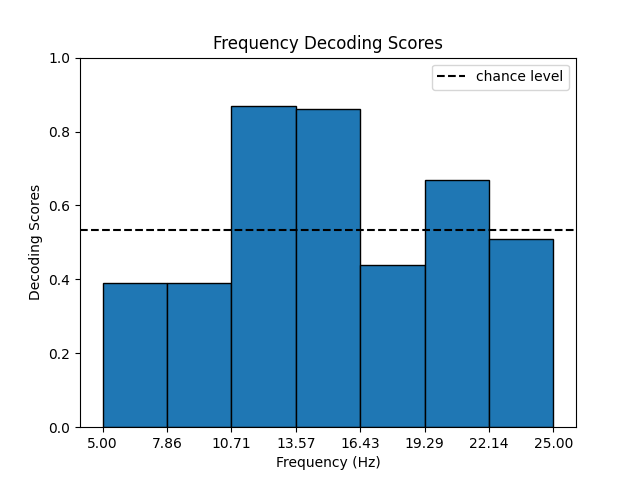 Frequency Decoding Scores
chance level
1.0
0.8
0.6
0.4
0.2
0.0
Decoding Scores
5.00 7.86 10.71 13.57 16.43 19.29 22.14 25.00
Frequency (Hz)